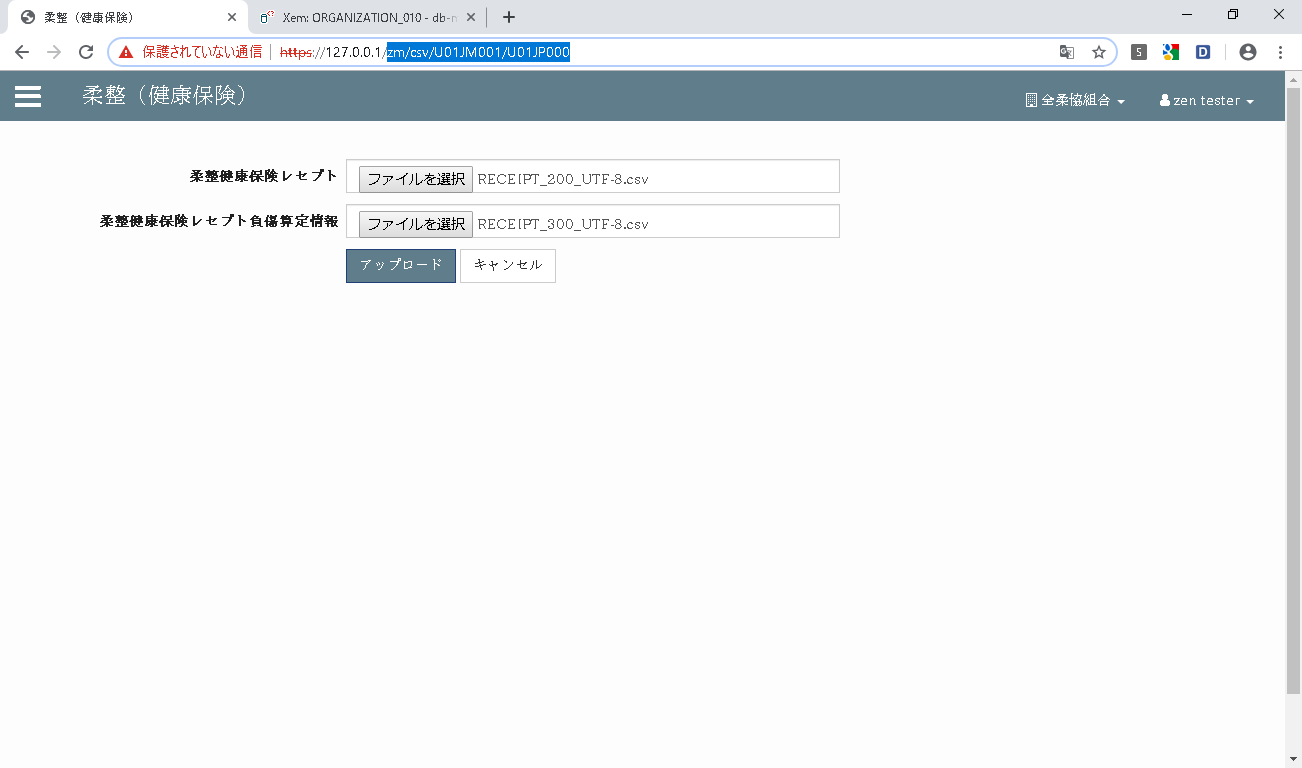 柔整（健康保険）
Xem: ORGANIZATION_010 - db-
保護されていない通信 | https://127.0.0.1/zm/csv/U01JM001/U01JP000
S
D
柔整（健康保険）
全柔協組合
zen tester
柔整健康保険レセプト ファイルを選択 RECEIPT_200_UTF-8.csv
柔整健康保険レセプト負傷算定情報 ファイルを選択 RECEIPT_300_UTF-8.csv
アップロード キャンセル